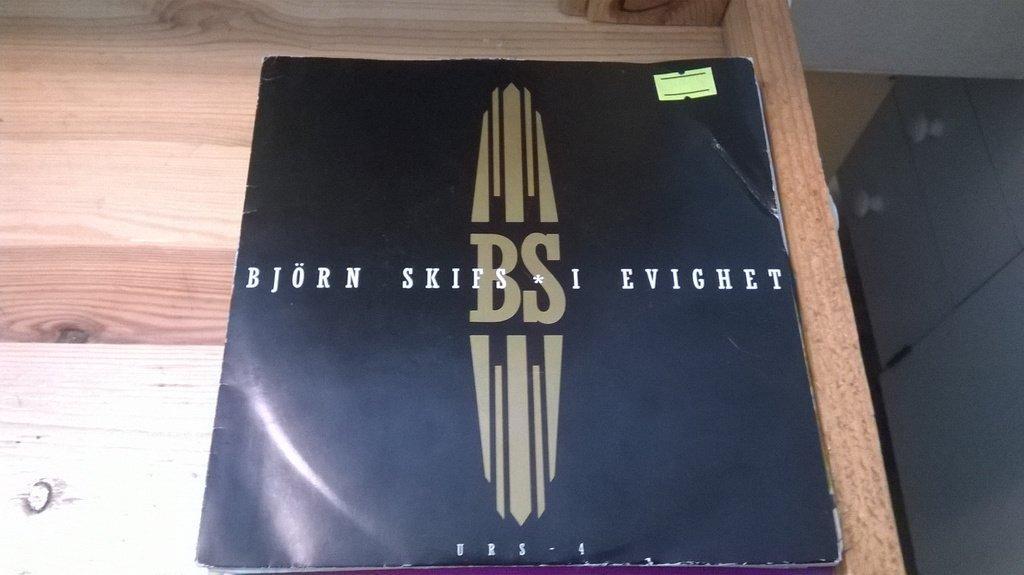 BS
BJÖRN SKIFS * I EVIGHET
URS-4